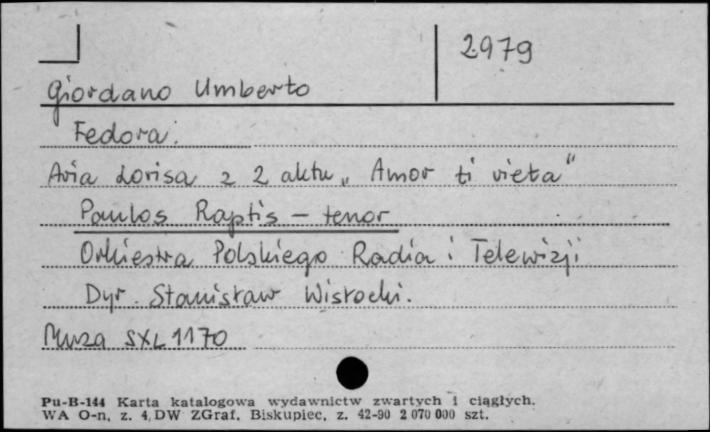 2979
Giordano Umberto
Fedora.
Aria Lorisa z 2 aktu „Amor ti vieta"
Paulos Raptis – tenor
Orkiestra Polskiego Radia i Telewizji
Dyr. Stanisław Wisłocki.
Muza SXL 1170
Pu-B-144 Karta katalogowa wydawnictw zwartych i ciągłych.
WA O-n. z. 4. DW ZGraf. Biskupiec, z. 42-90 2 070 000 szt.